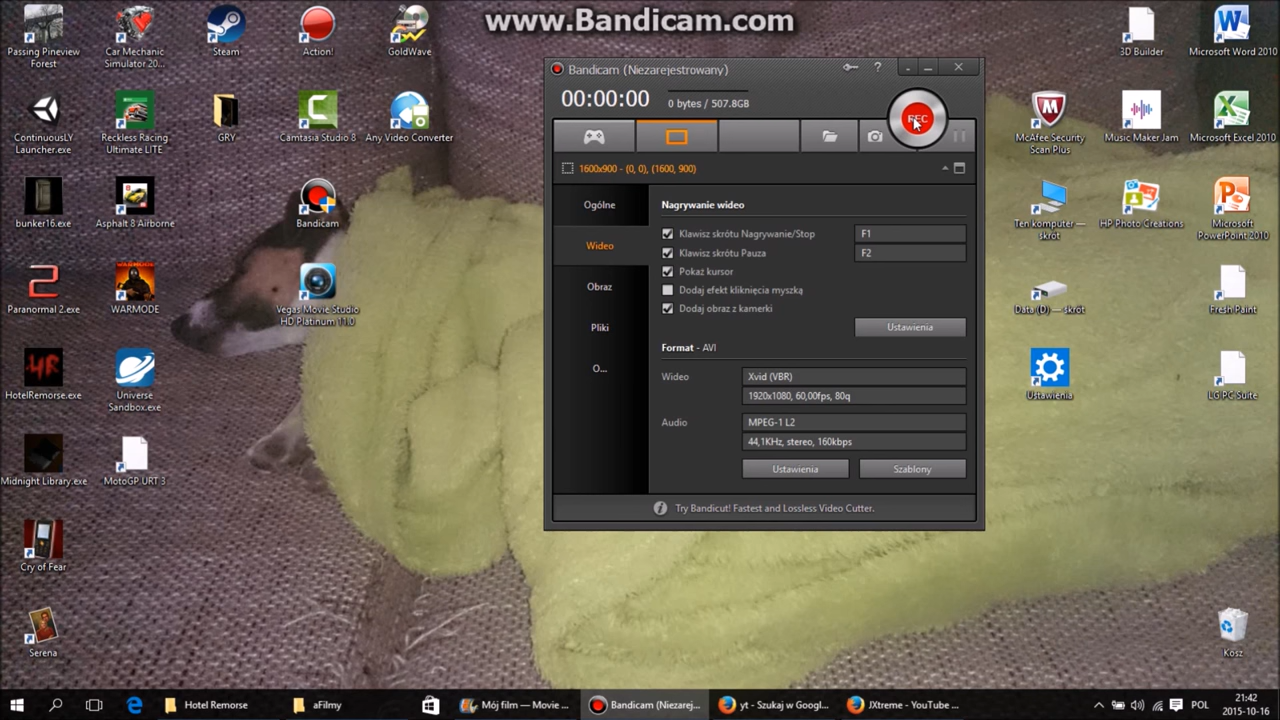 www.Bandicam.com
Passing Pineview
Forest
Car Mechanic
Simulator 20...
Steam
Action!
GoldWave
3D Builder
Microsoft Word 2010
ContinuousLY
Launcher.exe
Reckless Racing
Ultimate LITE
GRY
Camtasia Studio 8
Any Video Converter
McAfee Security
Scan Plus
Music Maker Jam
Microsoft Excel 2010
bunker16.exe
Asphalt 8 Airborne
Bandicam
Ten komputer —
skrót
HP Photo Creations
Microsoft
PowerPoint 2010
Paranormal 2.exe
WARMODE
Vegas Movie Studio
HD Platinum 11.0
Data (D) — skrót
Fresh Paint
HotelRemorse.exe
Universe
Sandbox.exe
Ustawienia
LG PC Suite
Midnight Library.exe
MotoGP URT 3
Cry of Fear
Serena
Kosz
Bandicam (Niezarejestrowany)
00:00:00
0 bytes / 507.8GB
REC
1600x900 - (0, 0), (1600, 900)
Ogólne
Wideo
Obraz
Pliki
O...
Nagrywanie wideo
Klawisz skrótu Nagrywanie/Stop
F1
Klawisz skrótu Pauza
F2
Pokaż kursor
Dodaj efekt kliknięcia myszką
Dodaj obraz z kamerki
Ustawienia
Format - AVI
Wideo
Xvid (VBR)
1920x1080, 60,00fps, 80q
Audio
MPEG-1 L2
44,1KHz, stereo, 160kbps
Ustawienia
Szablony
Try Bandicut! Fastest and Lossless Video Cutter.
Hotel Remorse
aFilmy
Mój film — Movie ...
Bandicam (Niezarej...
yt - Szukaj w Googl...
JXtreme - YouTube ...
POL
21:42
2015-10-16